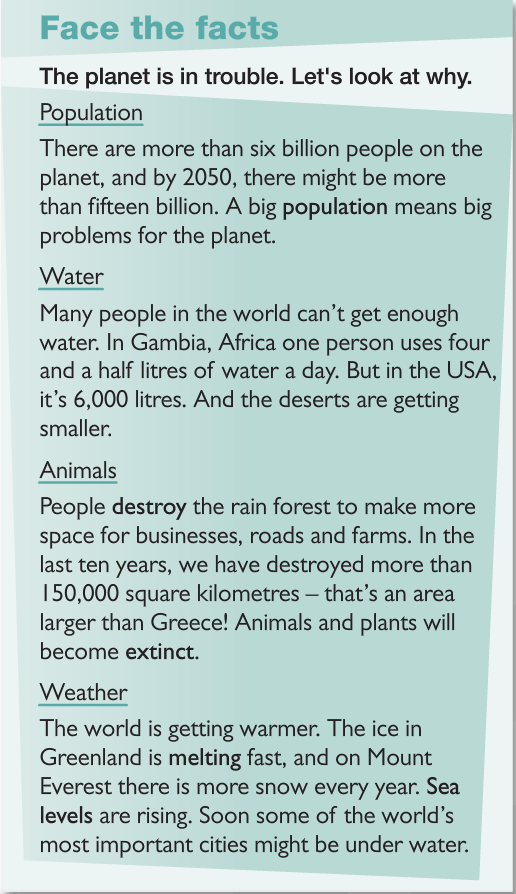 Face the facts
The planet is in trouble. Let's look at why.
Population
There are more than six billion people on the
planet, and by 2050, there might be more
than fifteen billion. A big population means big
problems for the planet.
Water
Many people in the world can't get enough
water. In Gambia, Africa one person uses four
and a half litres of water a day. But in the USA,
it's 6,000 litres. And the deserts are getting
smaller.
Animals
People destroy the rain forest to make more
space for businesses, roads and farms. In the
last ten years, we have destroyed more than
150,000 square kilometres – that's an area
larger than Greece! Animals and plants will
become extinct.
Weather
The world is getting warmer. The ice in
Greenland is melting fast, and on Mount
Everest there is more snow every year. Sea
levels are rising. Soon some of the world's
most important cities might be under water.